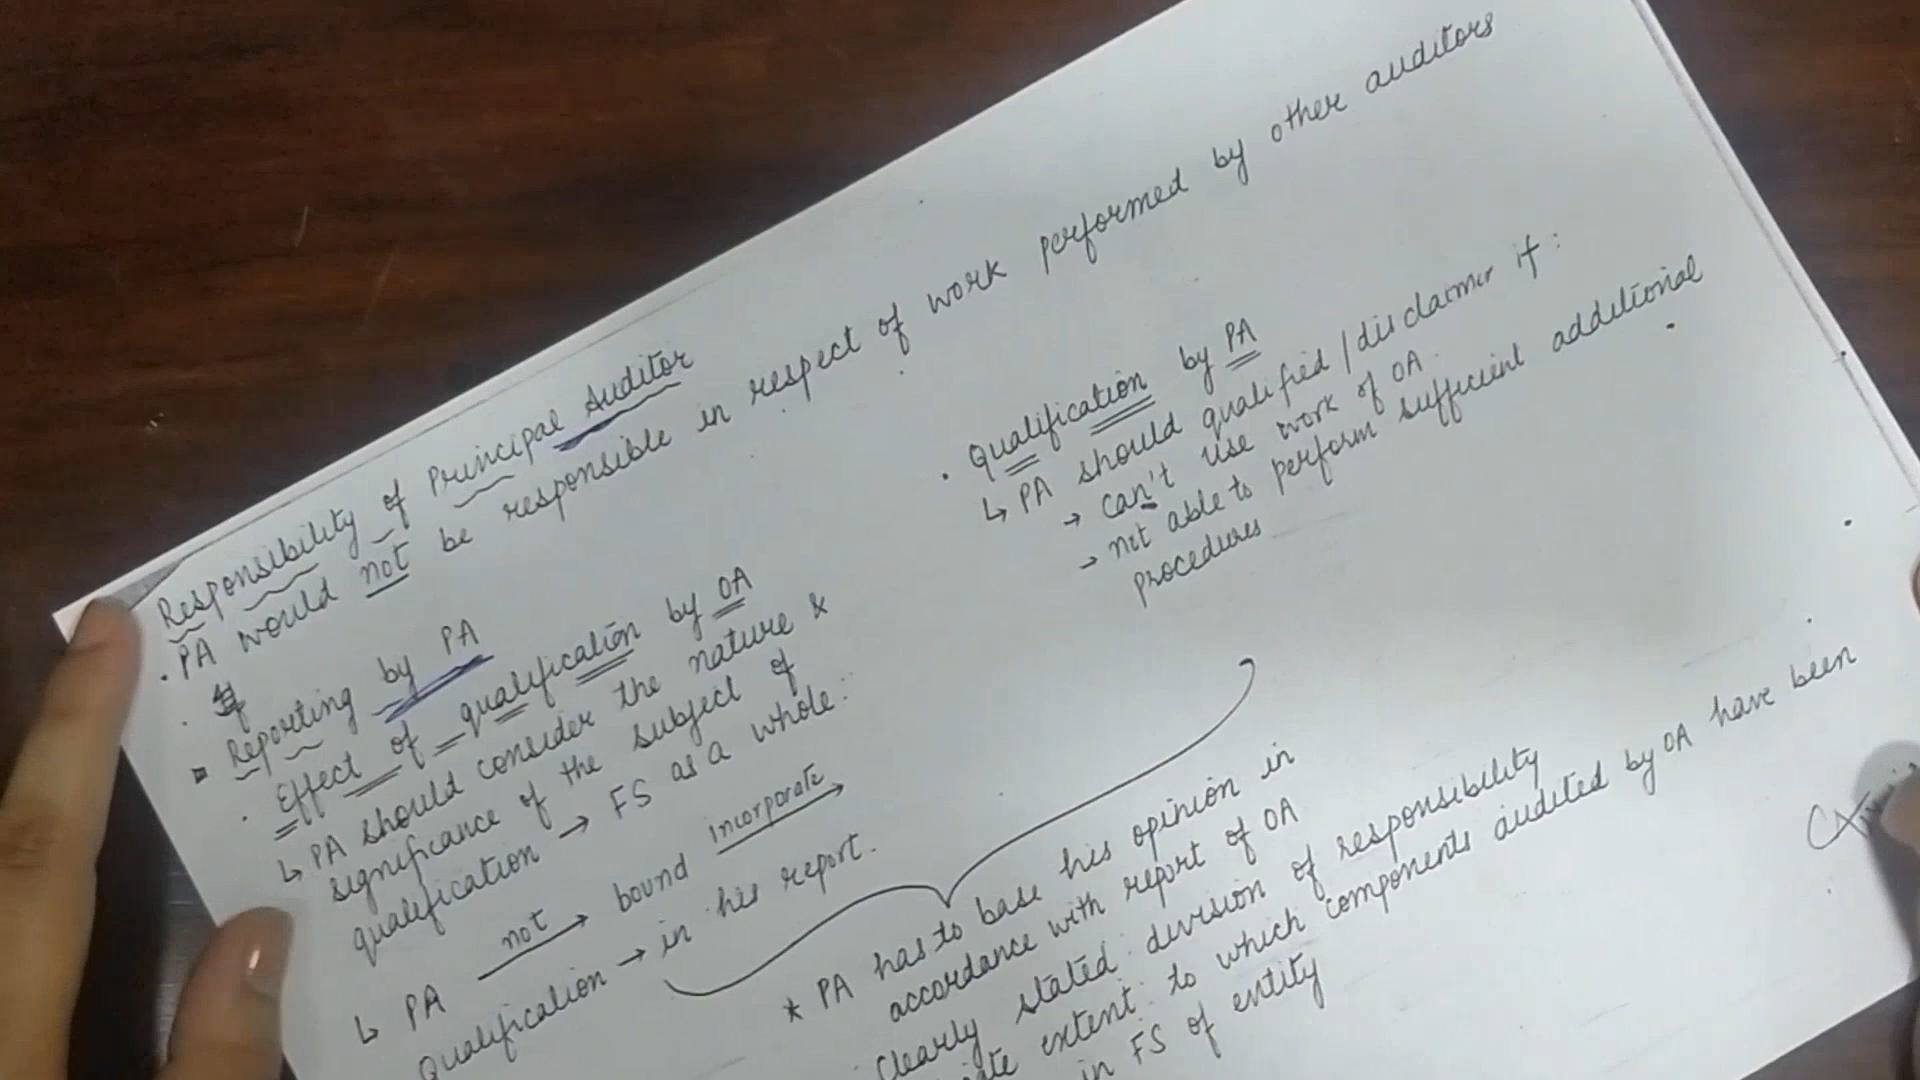 Responsibility of Principal Auditor
. PA would not be responsible in respect of work performed by other auditors
Reporting by PA
. Effect of qualification by OA
↳ PA should consider the nature &
significance of the subject of
qualification → FS as a whole.
↳ PA not → bound incorporate →
Qualification → in his report.
. Qualification by PA
↳ PA should qualified / disclaimer if :
→ can't use work of OA
→ not able to perform sufficient additional
procedures
* PA has to base his opinion in
accordance with report of OA
Clearly stated division of responsibility
extent to which components audited by OA have been
in FS of entity